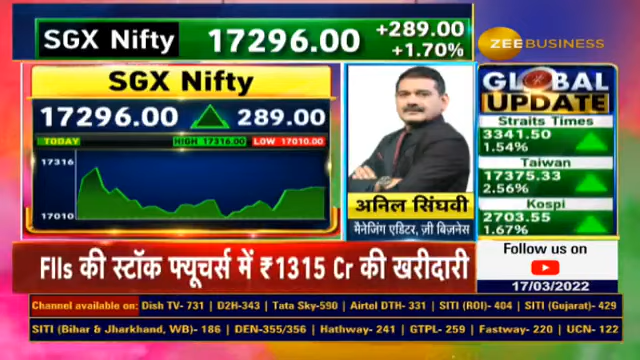 SGX Nifty 17296.00 +289.00
+1.70%
ZEEBUSINESS
SGX Nifty
17296.00 289.00
TODAY HIGH 17316.00 LOW 17010.00
17316
17010
अनिल सिंघवी
मैनेजिंग एडिटर, ज़ी बिज़नेस
GLOBAL
UPDATE
Straits Times
3341.50
1.54%
Taiwan
17375.33
2.56%
Kospi
2703.55
1.67%
FIIs की स्टॉक फ्यूचर्स में ₹1315 Cr की खरीदारी
Follow us on
17/03/2022
Channel available on: Dish TV- 731 | D2H-343 | Tata Sky-590 | Airtel DTH- 331 | SITI (ROI)- 404 | SITI (Gujarat)- 429
SITI (Bihar & Jharkhand, WB)- 186 | DEN-355/356 | Hathway- 241 | GTPL- 259 | Fastway- 220 | UCN- 122